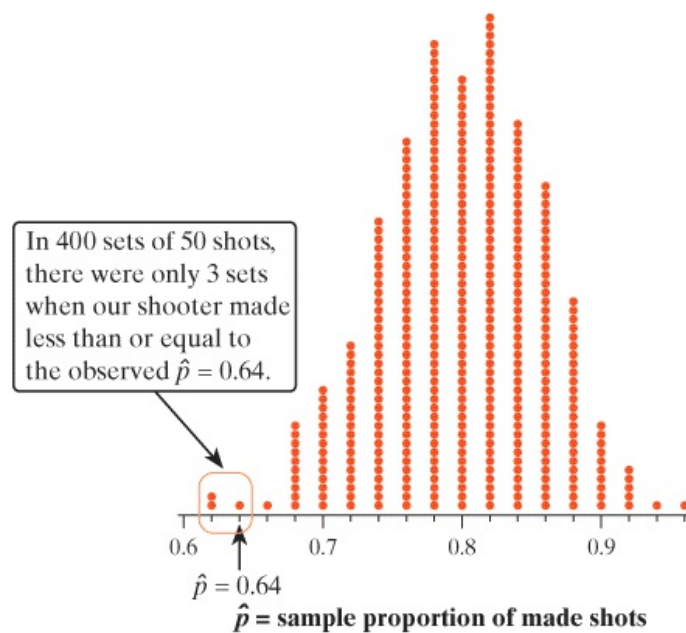 In 400 sets of 50 shots,
there were only 3 sets
when our shooter made
less than or equal to
the observed p̂ = 0.64.
0.6 0.7 0.8 0.9
p̂ = 0.64
p̂ = sample proportion of made shots